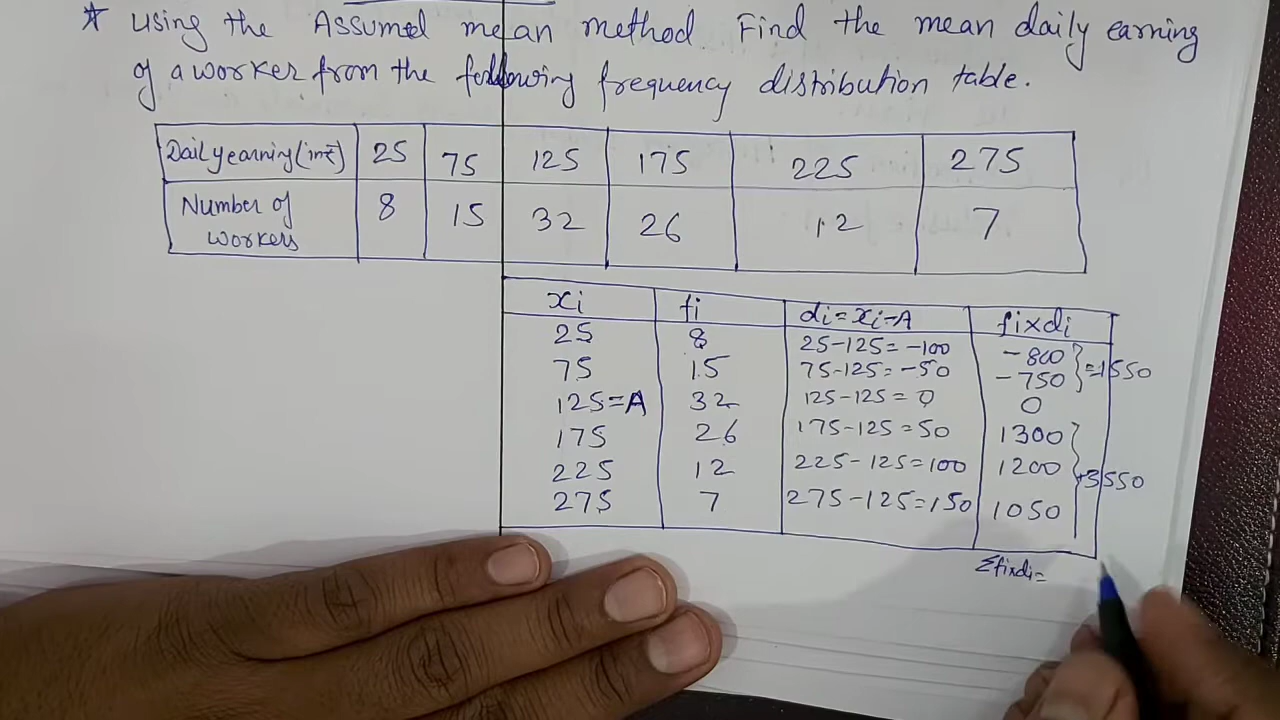 * Using the Assumed mean method Find the mean daily earning
of a worker from the following frequency distribution table.
Daily earning (in ₹) 25 75 125 175 225 275
Number of workers 8 15 32 26 12 7
xi fi di=xi-A fixdi
25 8 25-125=-100 -800
75 15 75-125=-50 -750 =-1550
125=A 32 125-125=0 0
175 26 175-125=50 1300
225 12 225-125=100 1200 +3550
275 7 275-125=150 1050
Σfixdi=